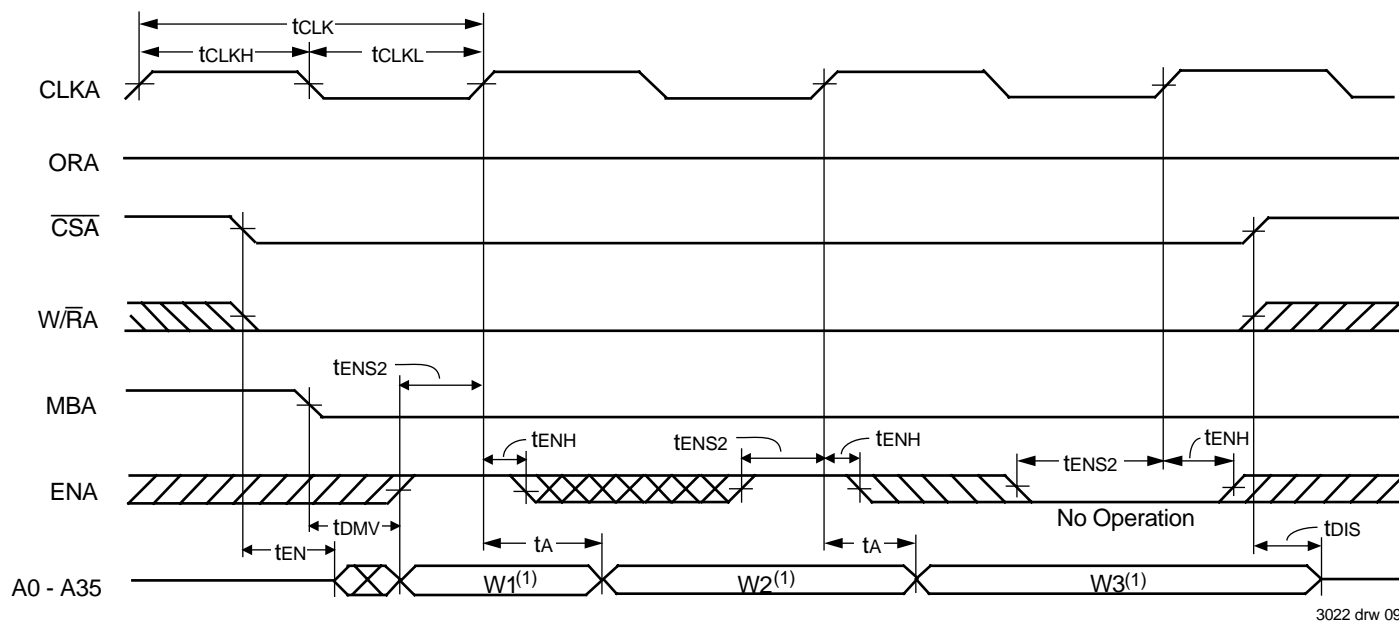 tCLK
tCLKH
tCLKL
CLKA
ORA
CSA
W/RA
tENS2
MBA
tENH
tENS2
tENH
tENS2
tENH
ENA
No Operation
tDMV
tEN
tA
tA
tDIS
A0 - A35
W1(1)
W2(1)
W3(1)
3022 drw 09